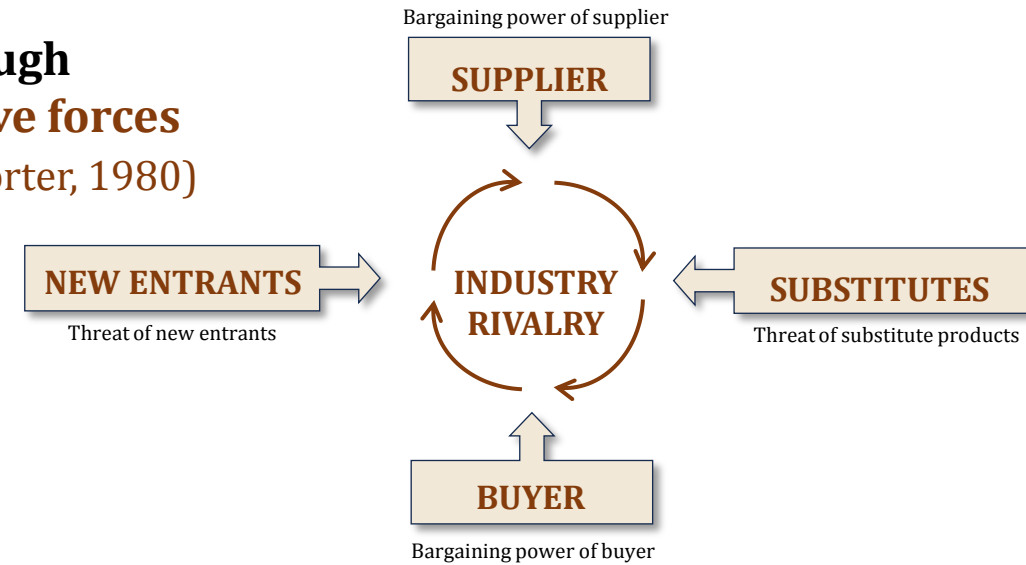 Bargaining power of supplier
ugh
SUPPLIER
ve forces
orter, 1980)
NEW ENTRANTS
Threat of new entrants
INDUSTRY
RIVALRY
SUBSTITUTES
Threat of substitute products
BUYER
Bargaining power of buyer